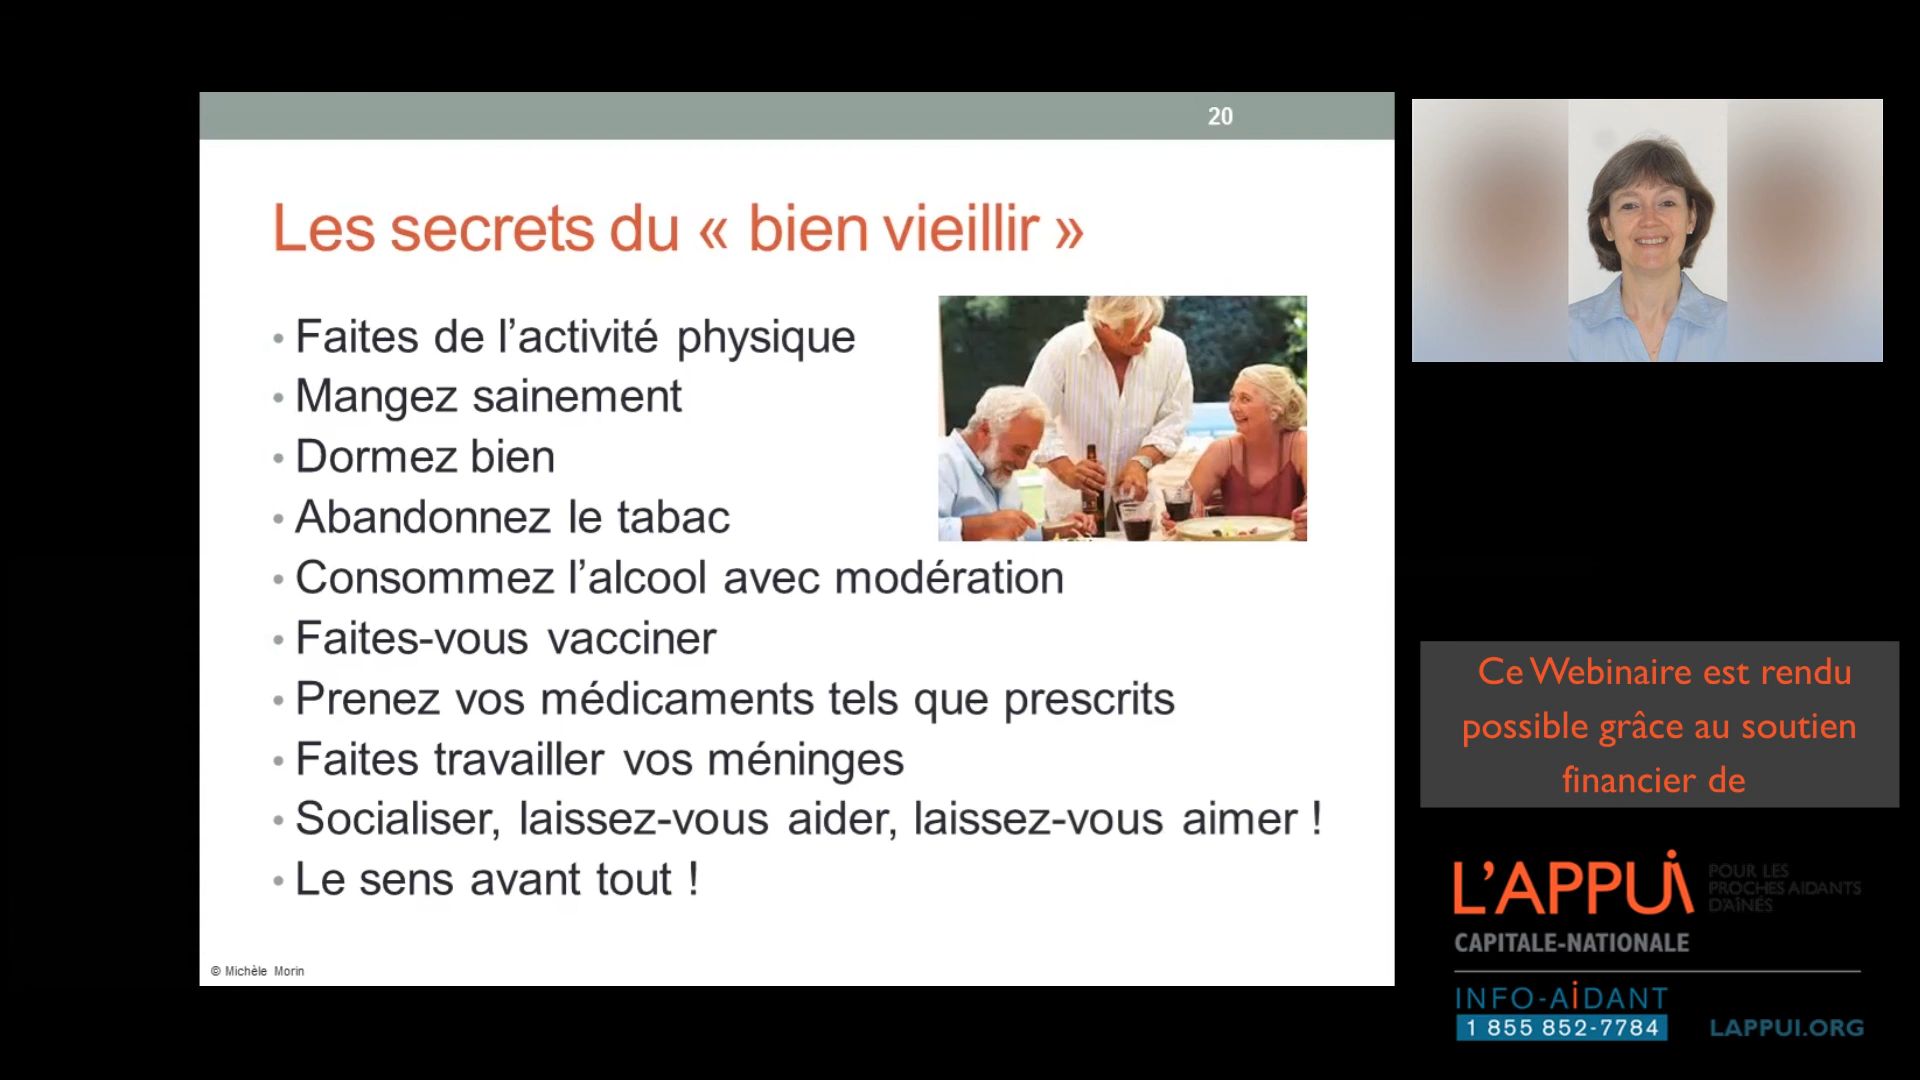 20
Les secrets du « bien vieillir »
• Faites de l’activité physique
• Mangez sainement
• Dormez bien
• Abandonnez le tabac
• Consommez l’alcool avec modération
• Faites-vous vacciner
• Prenez vos médicaments tels que prescrits
• Faites travailler vos méninges
• Socialiser, laissez-vous aider, laissez-vous aimer !
• Le sens avant tout !
© Michèle Morin
Ce Webinaire est rendu
possible grâce au soutien
financier de
L’APPUI
POUR LES
PROCHES AIDANTS
D’AÎNÉS
CAPITALE-NATIONALE
INFO-AIDANT
1 855 852-7784
LAPPUI.ORG